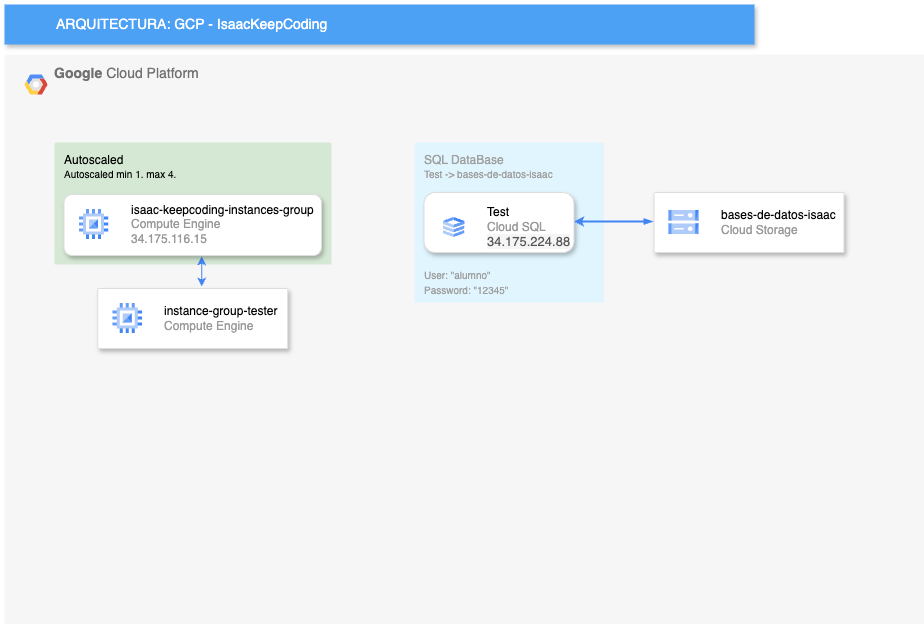 ARQUITECTURA: GCP - IsaacKeepCoding
Google Cloud Platform
Autoscaled
Autoscaled min 1. max 4.
isaac-keepcoding-instances-group
Compute Engine
34.175.116.15
instance-group-tester
Compute Engine
SQL DataBase
Test -> bases-de-datos-isaac
Test
Cloud SQL
34.175.224.88
User: "alumno"
Password: "12345"
bases-de-datos-isaac
Cloud Storage